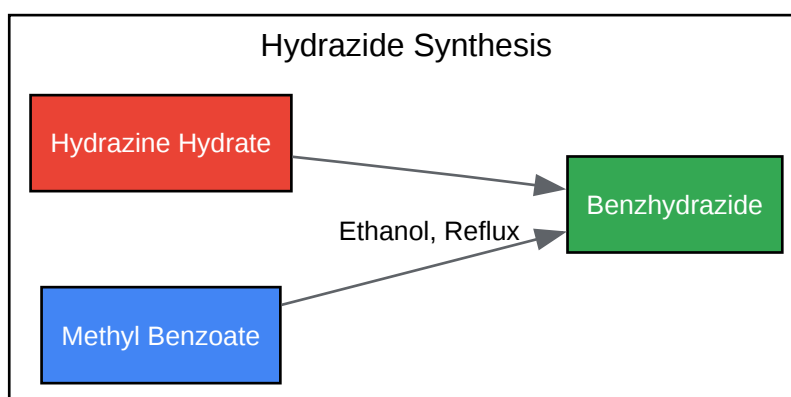 Hydrazide Synthesis
Hydrazine Hydrate
Benzhydrazide
Ethanol, Reflux
Methyl Benzoate